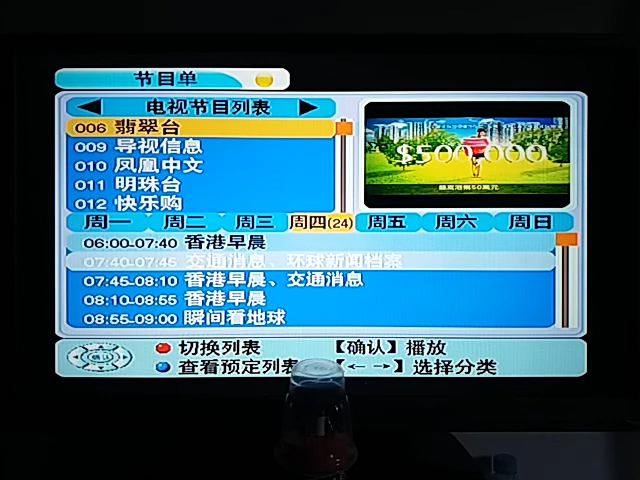 节目单
电视节目列表
006 翡翠台
009 导视信息
010 凤凰中文
011 明珠台
012 快乐购
$500,000
周一 周二 周三 周四(24) 周五 周六 周日
06:00-07:40 香港早晨
07:40-07:45 交通消息、环球新闻档案
07:45-08:10 香港早晨、交通消息
08:10-08:55 香港早晨
08:55-09:00 瞬间看地球
确认
切换列表 【确认】播放
查看预定列表 【← →】选择分类